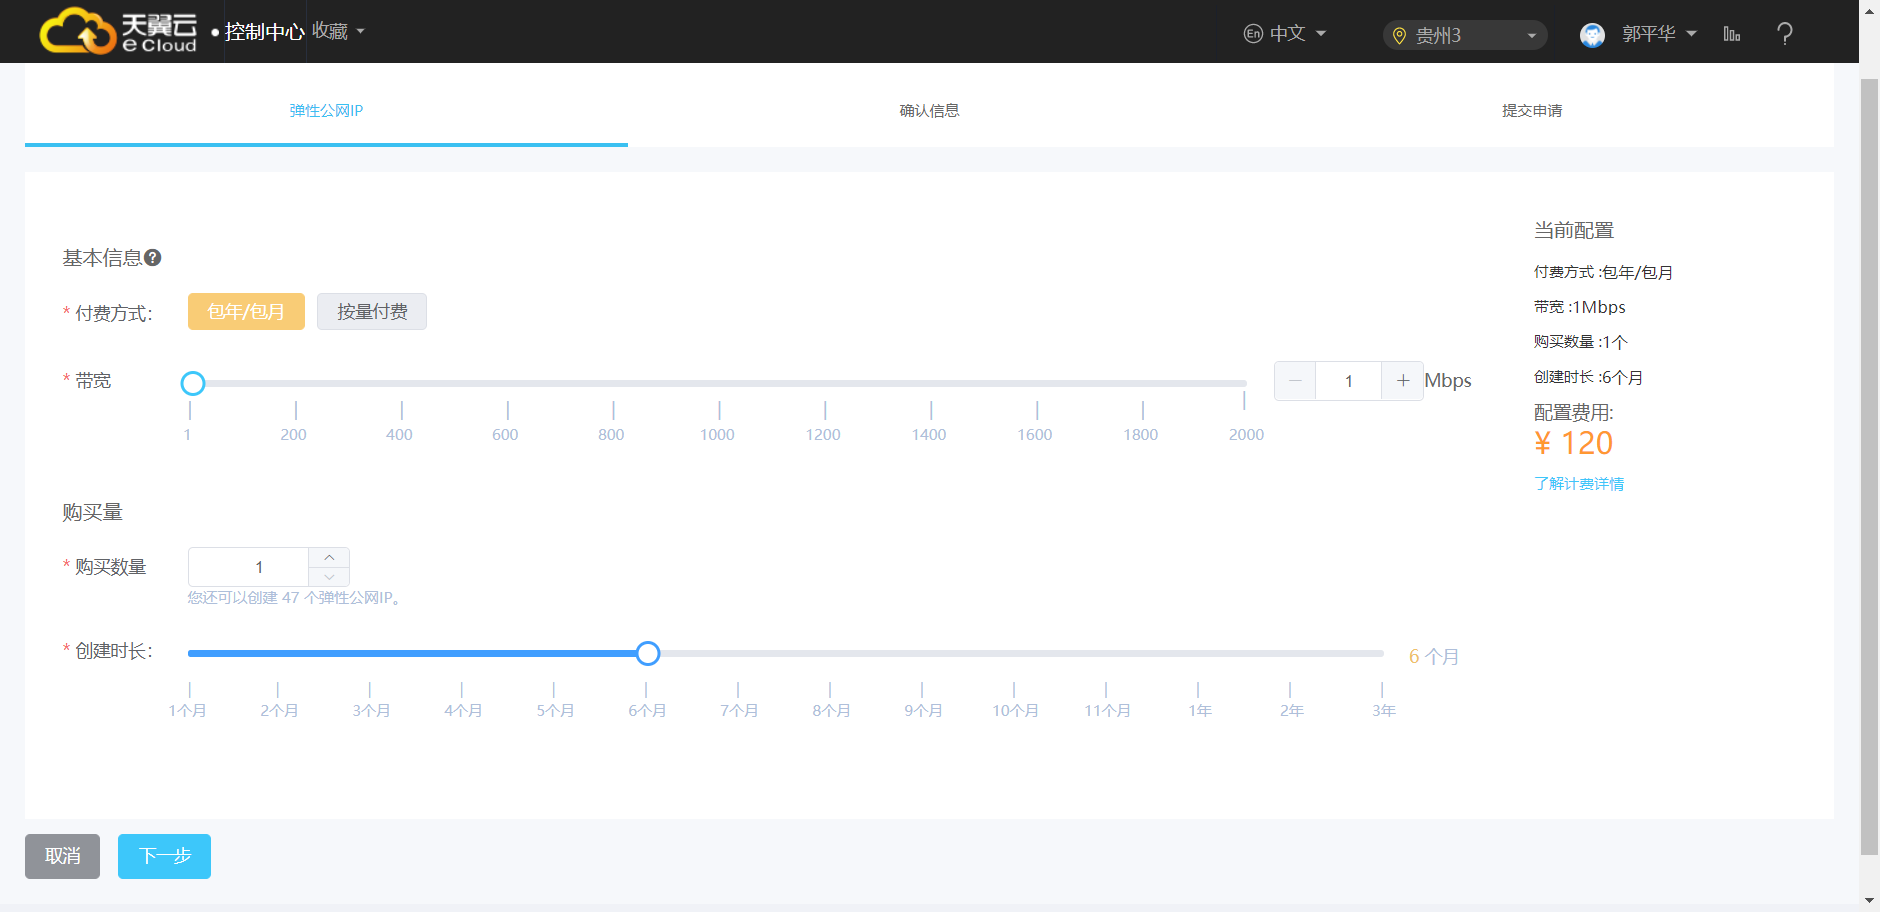 天翼云
e Cloud
• 控制中心 收藏
En 中文 贵州3 郭平华 ?
弹性公网IP 确认信息 提交申请
基本信息?
* 付费方式: 包年/包月 按量付费
* 带宽 1 + Mbps
1 200 400 600 800 1000 1200 1400 1600 1800 2000
购买量
* 购买数量 1
您还可以创建 47 个弹性公网IP。
* 创建时长: 6 个月
1个月 2个月 3个月 4个月 5个月 6个月 7个月 8个月 9个月 10个月 11个月 1年 2年 3年
当前配置
付费方式 :包年/包月
带宽 :1Mbps
购买数量 :1个
创建时长 :6个月
配置费用:
¥ 120
了解计费详情
取消 下一步